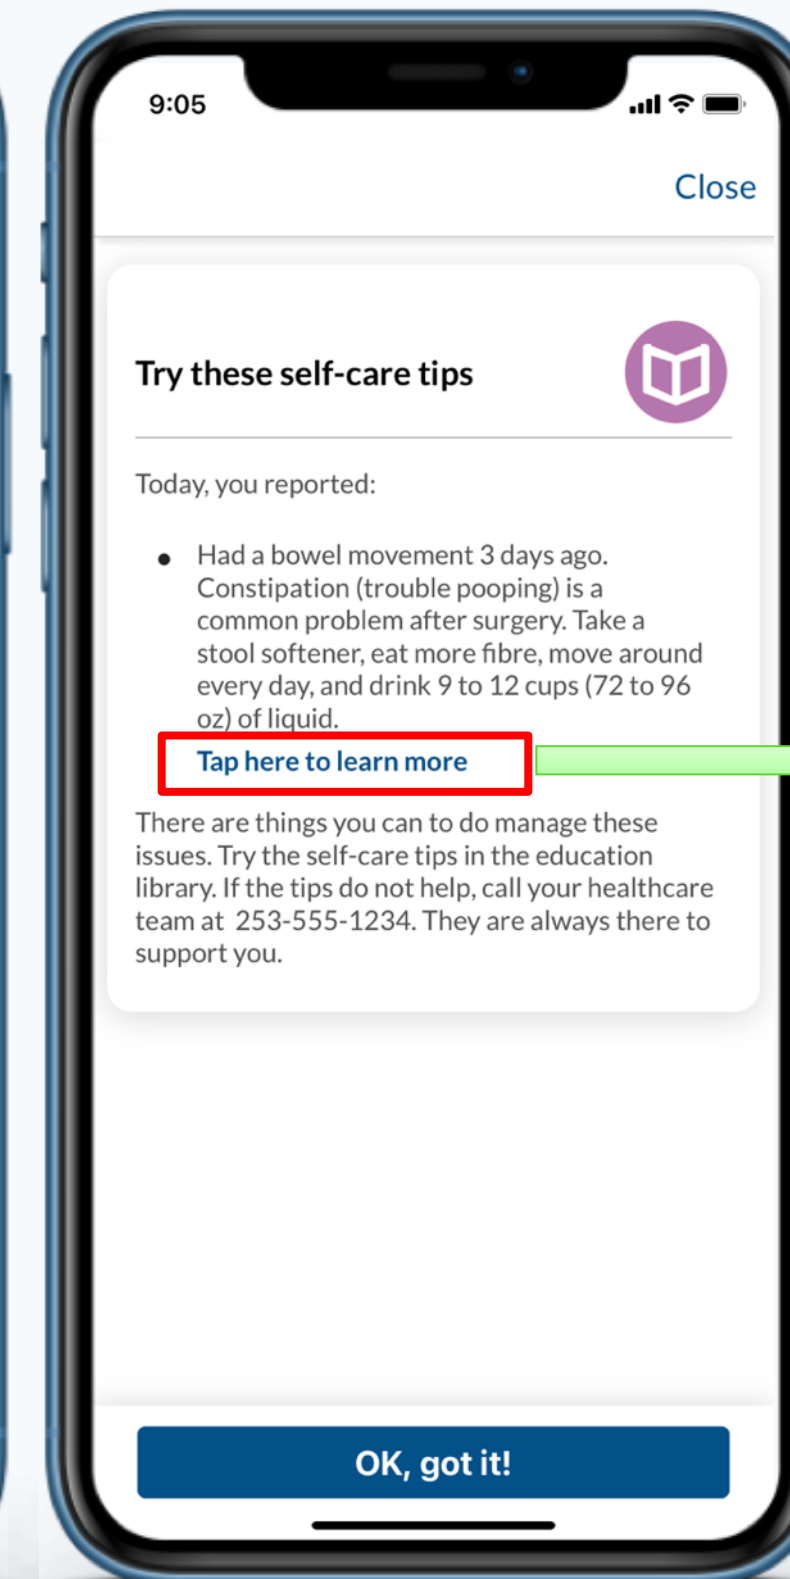 9:05
Close
Try these self-care tips
Today, you reported:
• Had a bowel movement 3 days ago.
Constipation (trouble pooping) is a
common problem after surgery. Take a
stool softener, eat more fibre, move around
every day, and drink 9 to 12 cups (72 to 96
oz) of liquid.
Tap here to learn more
There are things you can to do manage these
issues. Try the self-care tips in the education
library. If the tips do not help, call your healthcare
team at 253-555-1234. They are always there to
support you.
OK, got it!